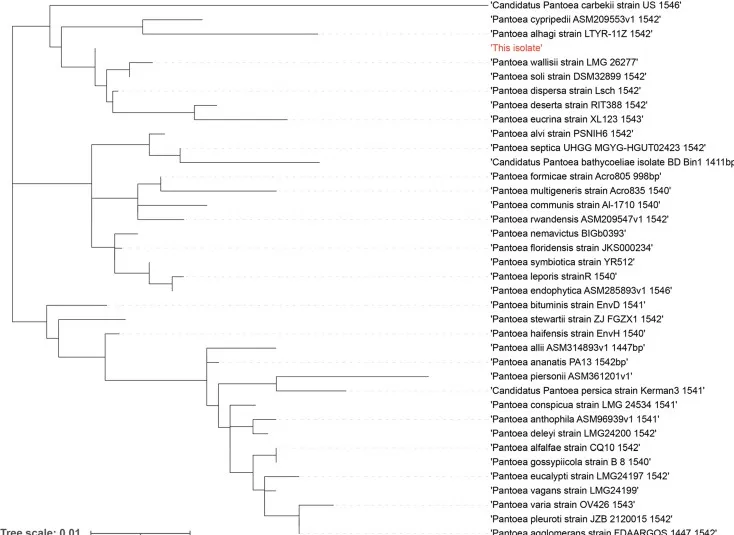 'Candidatus Pantoea carbekii strain US 1546'
'Pantoea cypripedii ASM209553v1 1542'
'Pantoea alhagi strain LTYR-11Z 1542'
'This isolate'
'Pantoea wallisii strain LMG 26277'
'Pantoea soli strain DSM32899 1542'
'Pantoea dispersa strain Lsch 1542'
'Pantoea deserta strain RIT388 1542'
'Pantoea eucrina strain XL123 1543'
'Pantoea alvi strain PSNIH6 1542'
'Pantoea septica UHGG MGYG-HGUT02423 1542'
'Candidatus Pantoea bathycoeliae isolate BD Bin1 1411bp
'Pantoea formicae strain Acro805 998bp'
'Pantoea multigeneris strain Acro835 1540'
'Pantoea communis strain Al-1710 1540'
'Pantoea rwandensis ASM209547v1 1542'
'Pantoea nemavictus BIGb0393'
'Pantoea floridensis strain JKS000234'
'Pantoea symbiotica strain YR512'
'Pantoea leporis strainR 1540'
'Pantoea endophytica ASM285893v1 1546'
'Pantoea bituminis strain EnvD 1541'
'Pantoea stewartii strain ZJ FGZX1 1542'
'Pantoea haifensis strain EnvH 1540'
'Pantoea allii ASM314893v1 1447bp'
'Pantoea ananatis PA13 1542bp'
'Pantoea piersonii ASM361201v1'
'Candidatus Pantoea persica strain Kerman3 1541'
'Pantoea conspicua strain LMG 24534 1541'
'Pantoea anthophila ASM96939v1 1541'
'Pantoea deleyi strain LMG24200 1542'
'Pantoea alfalfae strain CQ10 1542'
'Pantoea gossypiicola strain B 8 1540'
'Pantoea eucalypti strain LMG24197 1542'
'Pantoea vagans strain LMG24199'
'Pantoea varia strain OV426 1543'
'Pantoea pleuroti strain JZB 2120015 1542'
'Pantoea agglomerans strain FDAARGOS 1447 1542'
Tree scale: 0.01